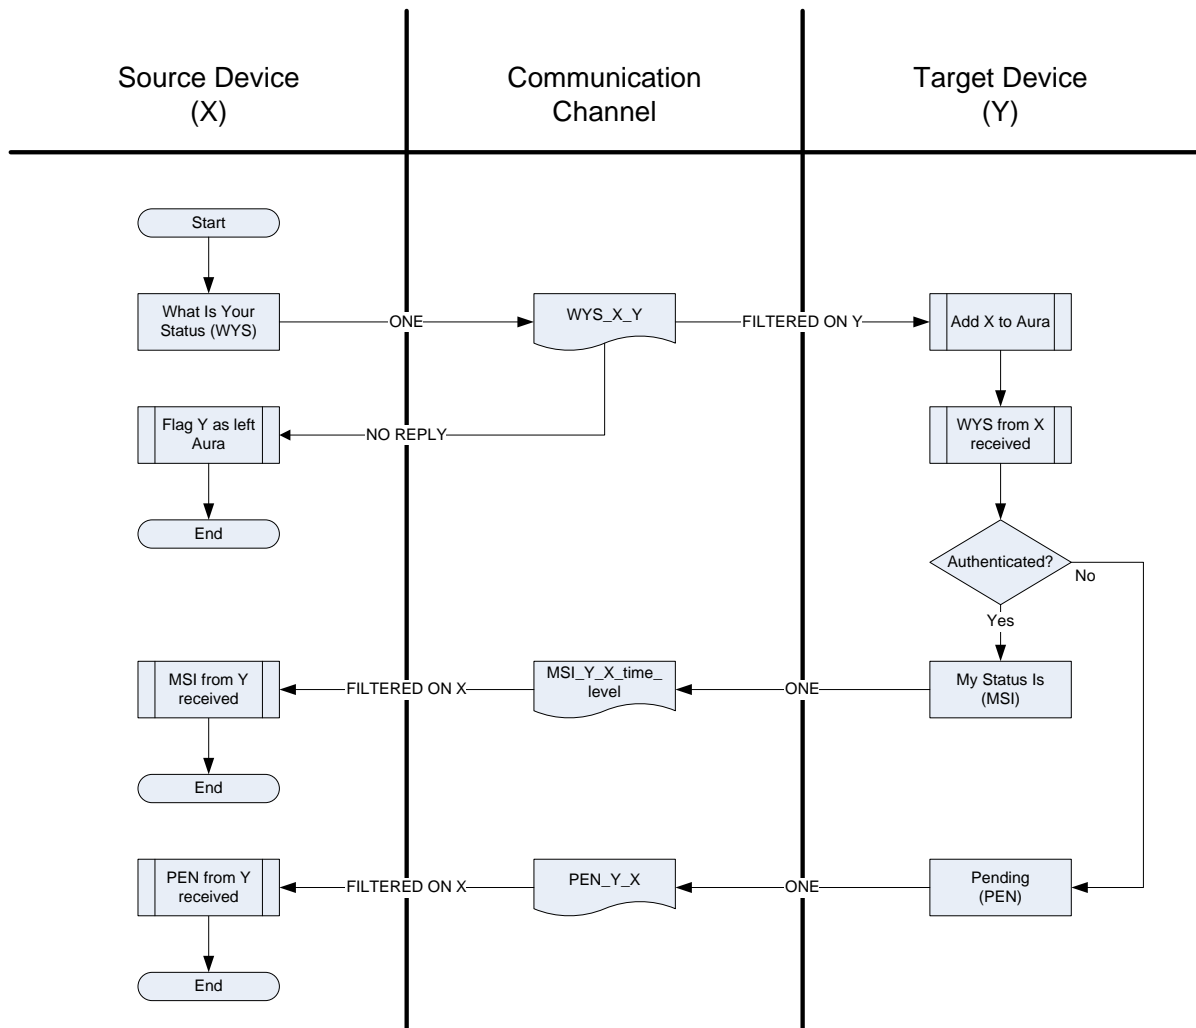 Source Device
(X)
Communication
Channel
Target Device
(Y)
Start
What Is Your
Status (WYS)
ONE
WYS_X_Y
FILTERED ON Y
Add X to Aura
Flag Y as left
Aura
NO REPLY
WYS from X
received
End
Authenticated?
No
Yes
MSI from Y
received
FILTERED ON X
MSI_Y_X_time_
level
ONE
My Status Is
(MSI)
End
PEN from Y
received
FILTERED ON X
PEN_Y_X
ONE
Pending
(PEN)
End